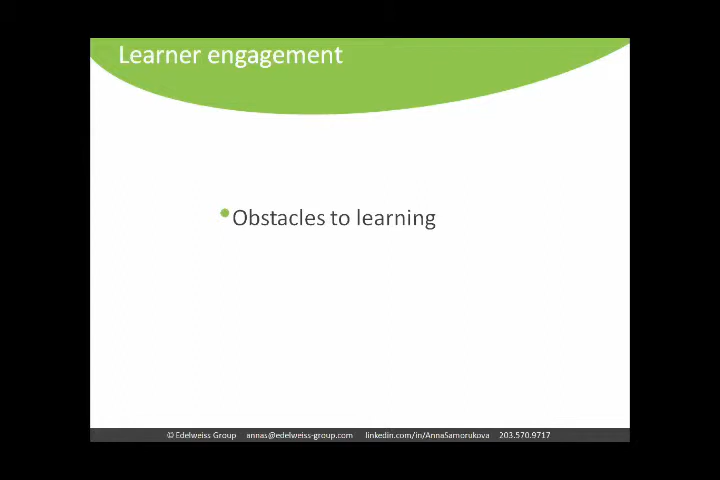 Learner engagement
•Obstacles to learning
© Edelweiss Group annas@edelweiss-group.com linkedin.com/in/AnnaSamorukova 203.570.9717